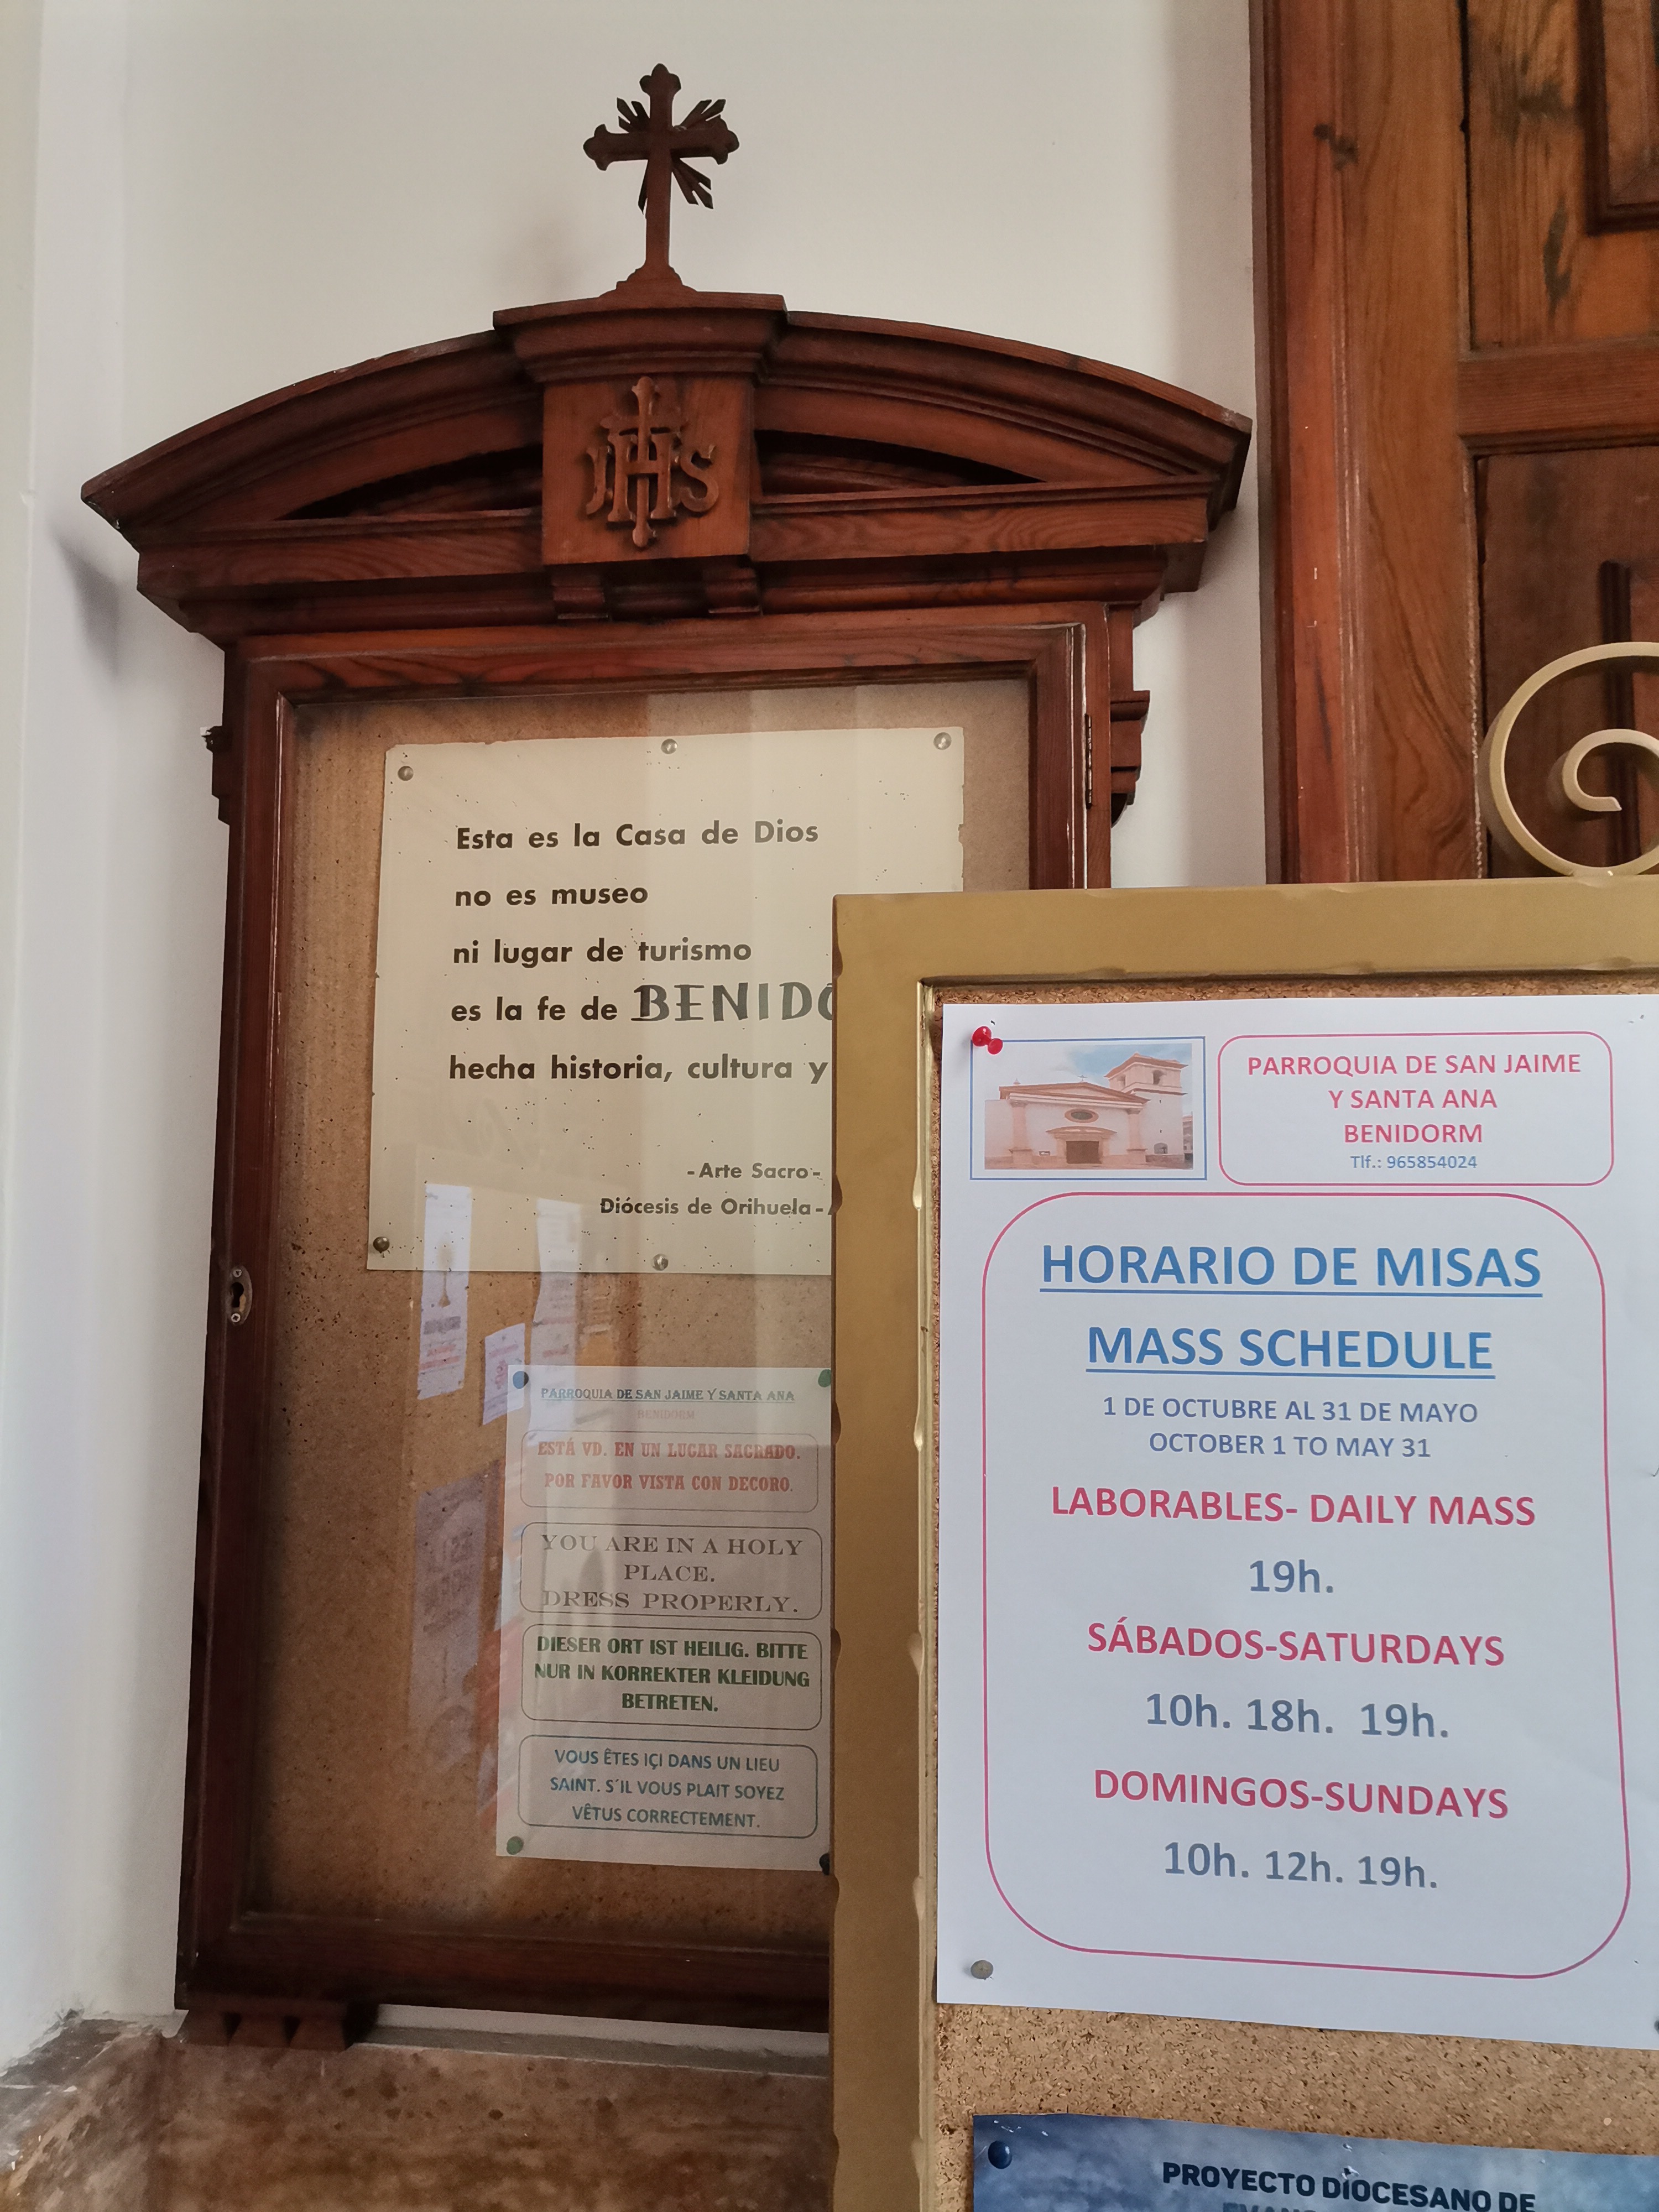 JHS
Esta es la Casa de Dios
no es museo
ni lugar de turismo
es la fe de
hecha historia, cultura y
-Arte Sacro-
Diócesis de Orihuela-
PARROQUIA DE SAN JAIME Y SANTA ANA
BENIDORM
ESTÁ VD. EN UN LUGAR SAGRADO.
POR FAVOR VISTA CON DECORO.
YOU ARE IN A HOLY
PLACE.
DRESS PROPERLY.
DIESER ORT IST HEILIG. BITTE
NUR IN KORREKTER KLEIDUNG
BETRETEN.
VOUS ÊTES IÇI DANS UN LIEU
SAINT. S´IL VOUS PLAIT SOYEZ
VÊTUS CORRECTEMENT.
PARROQUIA DE SAN JAIME
Y SANTA ANA
BENIDORM
Tlf.: 965854024
HORARIO DE MISAS
MASS SCHEDULE
1 DE OCTUBRE AL 31 DE MAYO
OCTOBER 1 TO MAY 31
LABORABLES- DAILY MASS
19h.
SÁBADOS-SATURDAYS
10h. 18h. 19h.
DOMINGOS-SUNDAYS
10h. 12h. 19h.
PROYECTO DIOCESANO DE